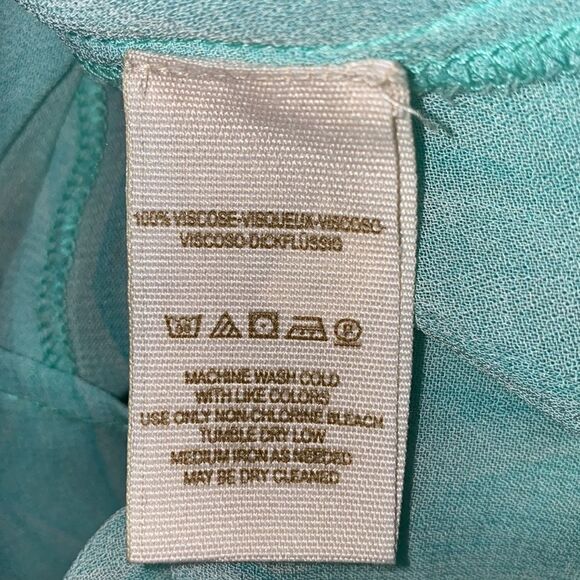 100% VISCOSE-VISQUEUX-VISCOSO-
VISCOSO-DICKFLÜSSIG
MACHINE WASH COLD
WITH LIKE COLORS
USE ONLY NON-CHLORINE BLEACH
TUMBLE DRY LOW
MEDIUM IRON AS NEEDED
MAY BE DRY CLEANED